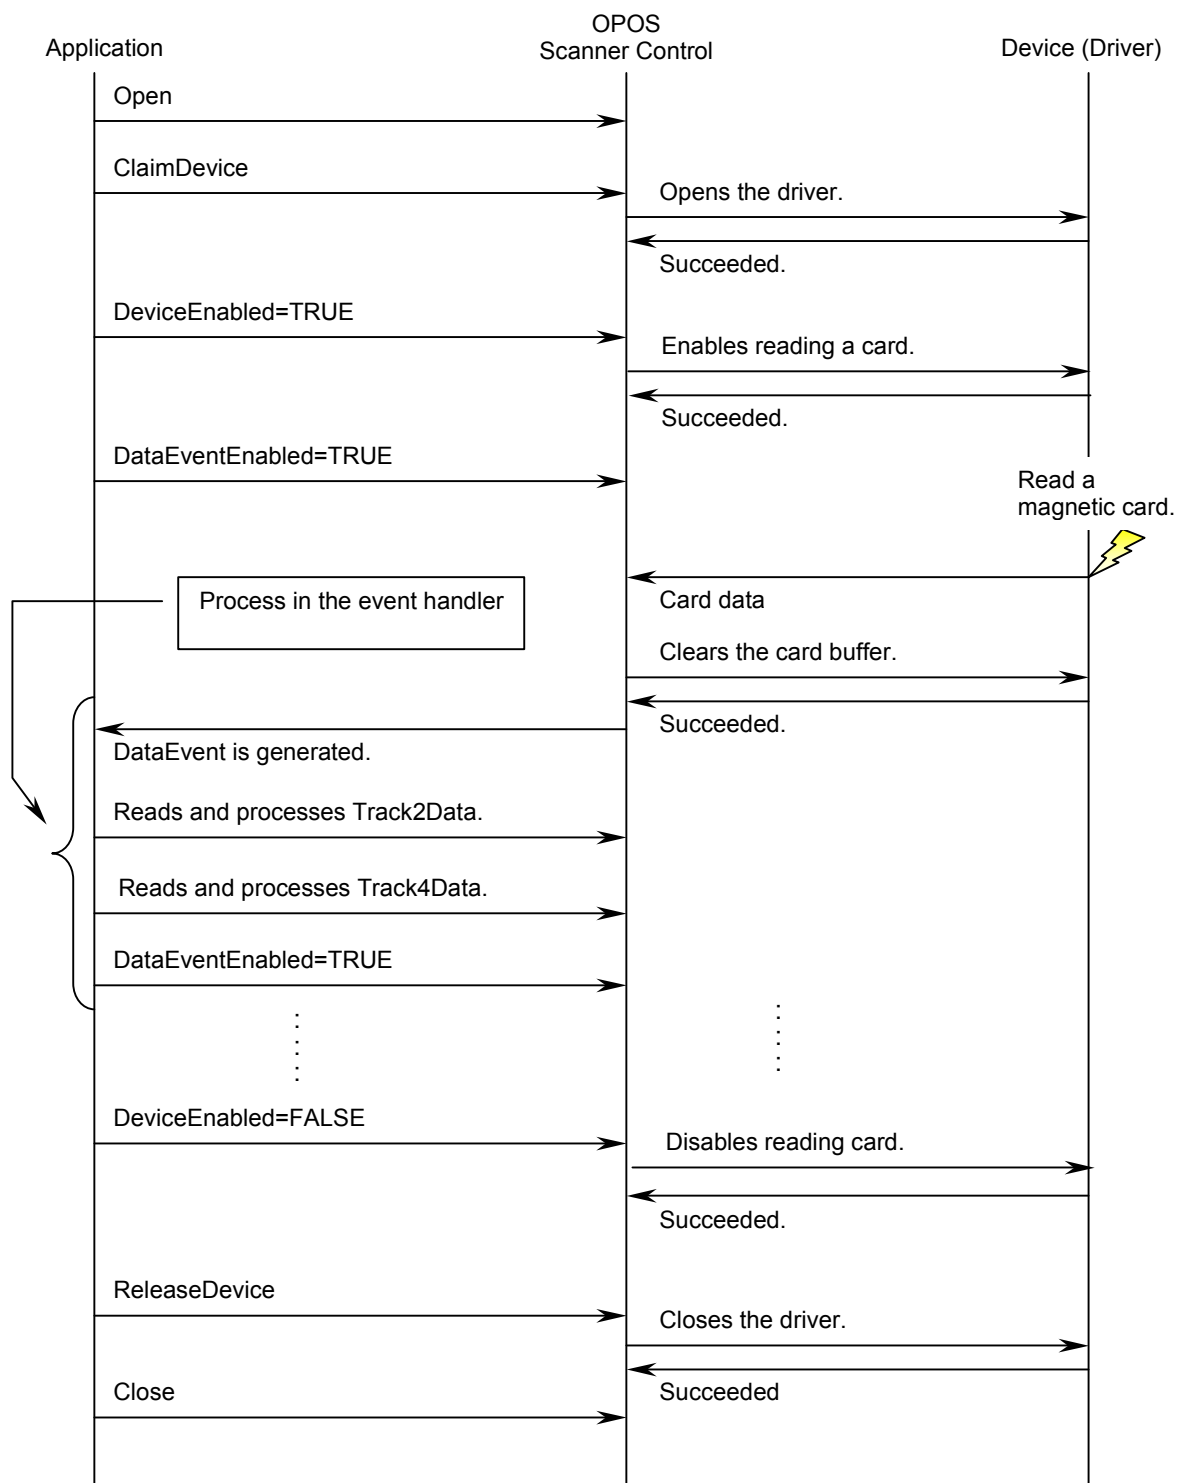 OPOS
Application
Scanner Control
Device (Driver)
Open
ClaimDevice
Opens the driver.
Succeeded.
DeviceEnabled=TRUE
Enables reading a card.
Succeeded.
DataEventEnabled=TRUE
Read a
magnetic card.
Process in the event handler
Card data
Clears the card buffer.
Succeeded.
DataEvent is generated.
Reads and processes Track2Data.
Reads and processes Track4Data.
DataEventEnabled=TRUE
DeviceEnabled=FALSE
Disables reading card.
Succeeded.
ReleaseDevice
Closes the driver.
Close
Succeeded